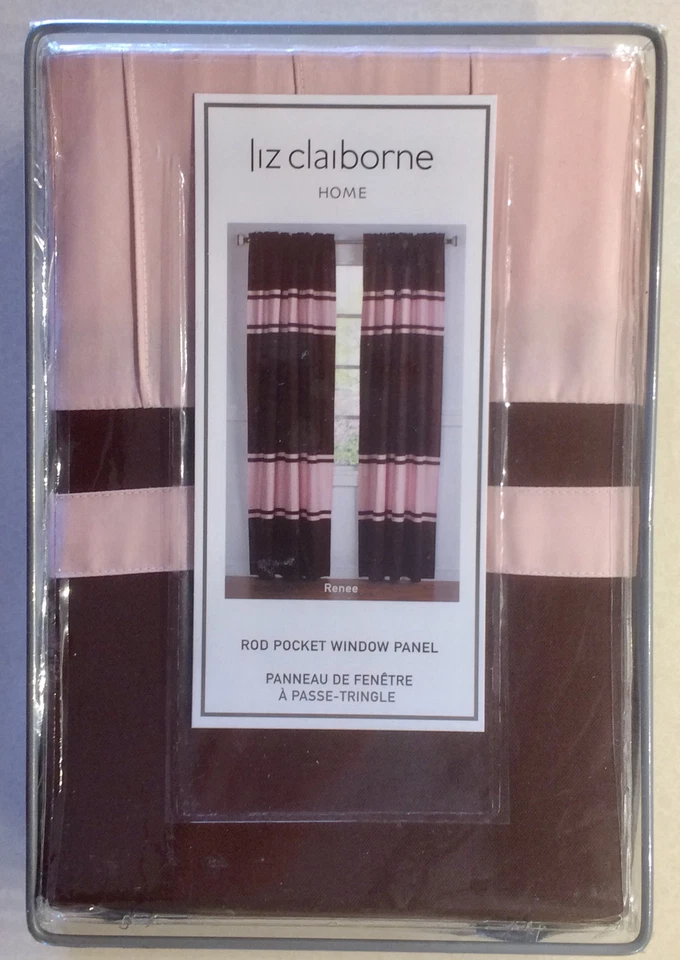 liz claiborne
HOME
Renee
ROD POCKET WINDOW PANEL
PANNEAU DE FENÊTRE
À PASSE-TRINGLE